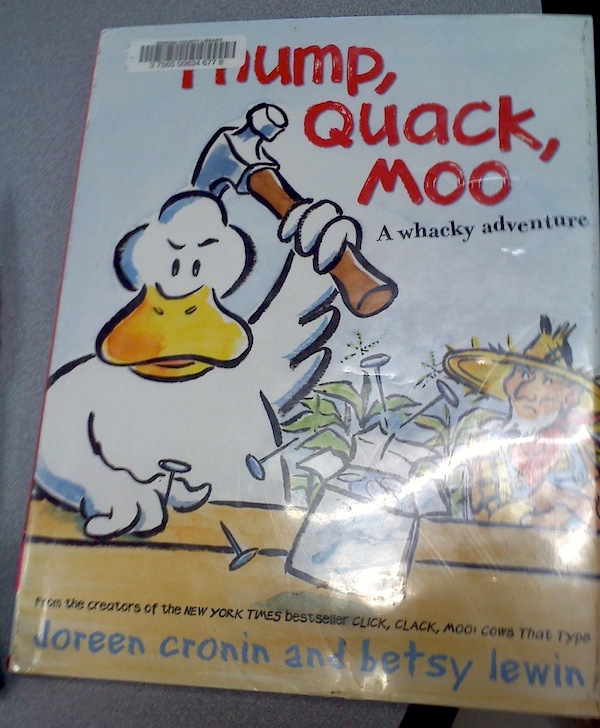 Thump,
Quack,
Moo
A whacky adventure
From the creators of the NEW YORK TIMES bestseller CLICK, CLACK, MOO: Cows That Type
doreen cronin and betsy lewin